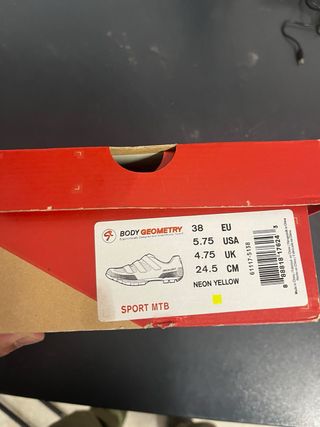 BODY GEOMETRY
38 EU
5.75 USA
4.75 UK
24.5 CM
NEON YELLOW
SPORT MTB
61117-5138